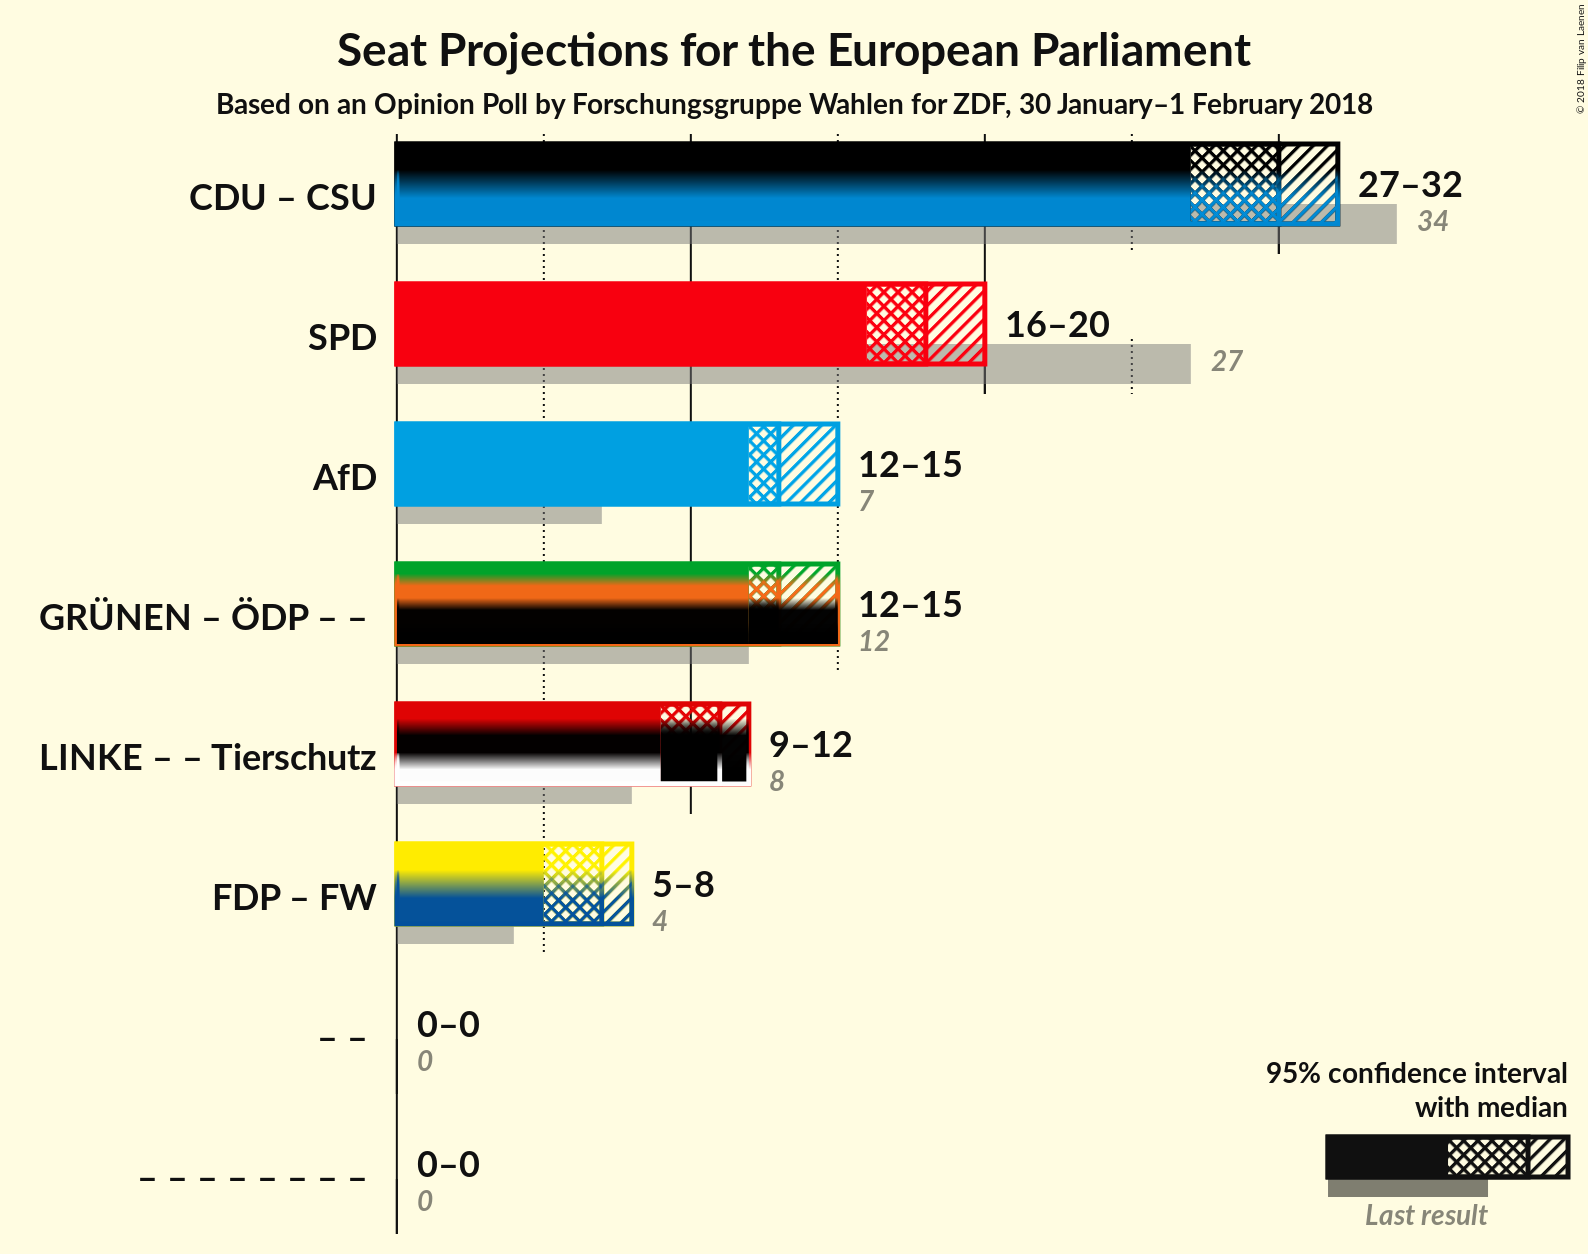 Seat Projections for the European Parliament
Based on an Opinion Poll by Forschungsgruppe Wahlen for ZDF, 30 January–1 February 2018
© 2018 Filip van Laenen
CDU – CSU
27–32
34
SPD
16–20
27
AfD
12–15
7
GRÜNEN – ÖDP – –
12–15
12
LINKE – – Tierschutz
9–12
8
FDP – FW
5–8
4
– –
0–0
0
– – – – – – – –
0–0
0
95% confidence interval
with median
Last result